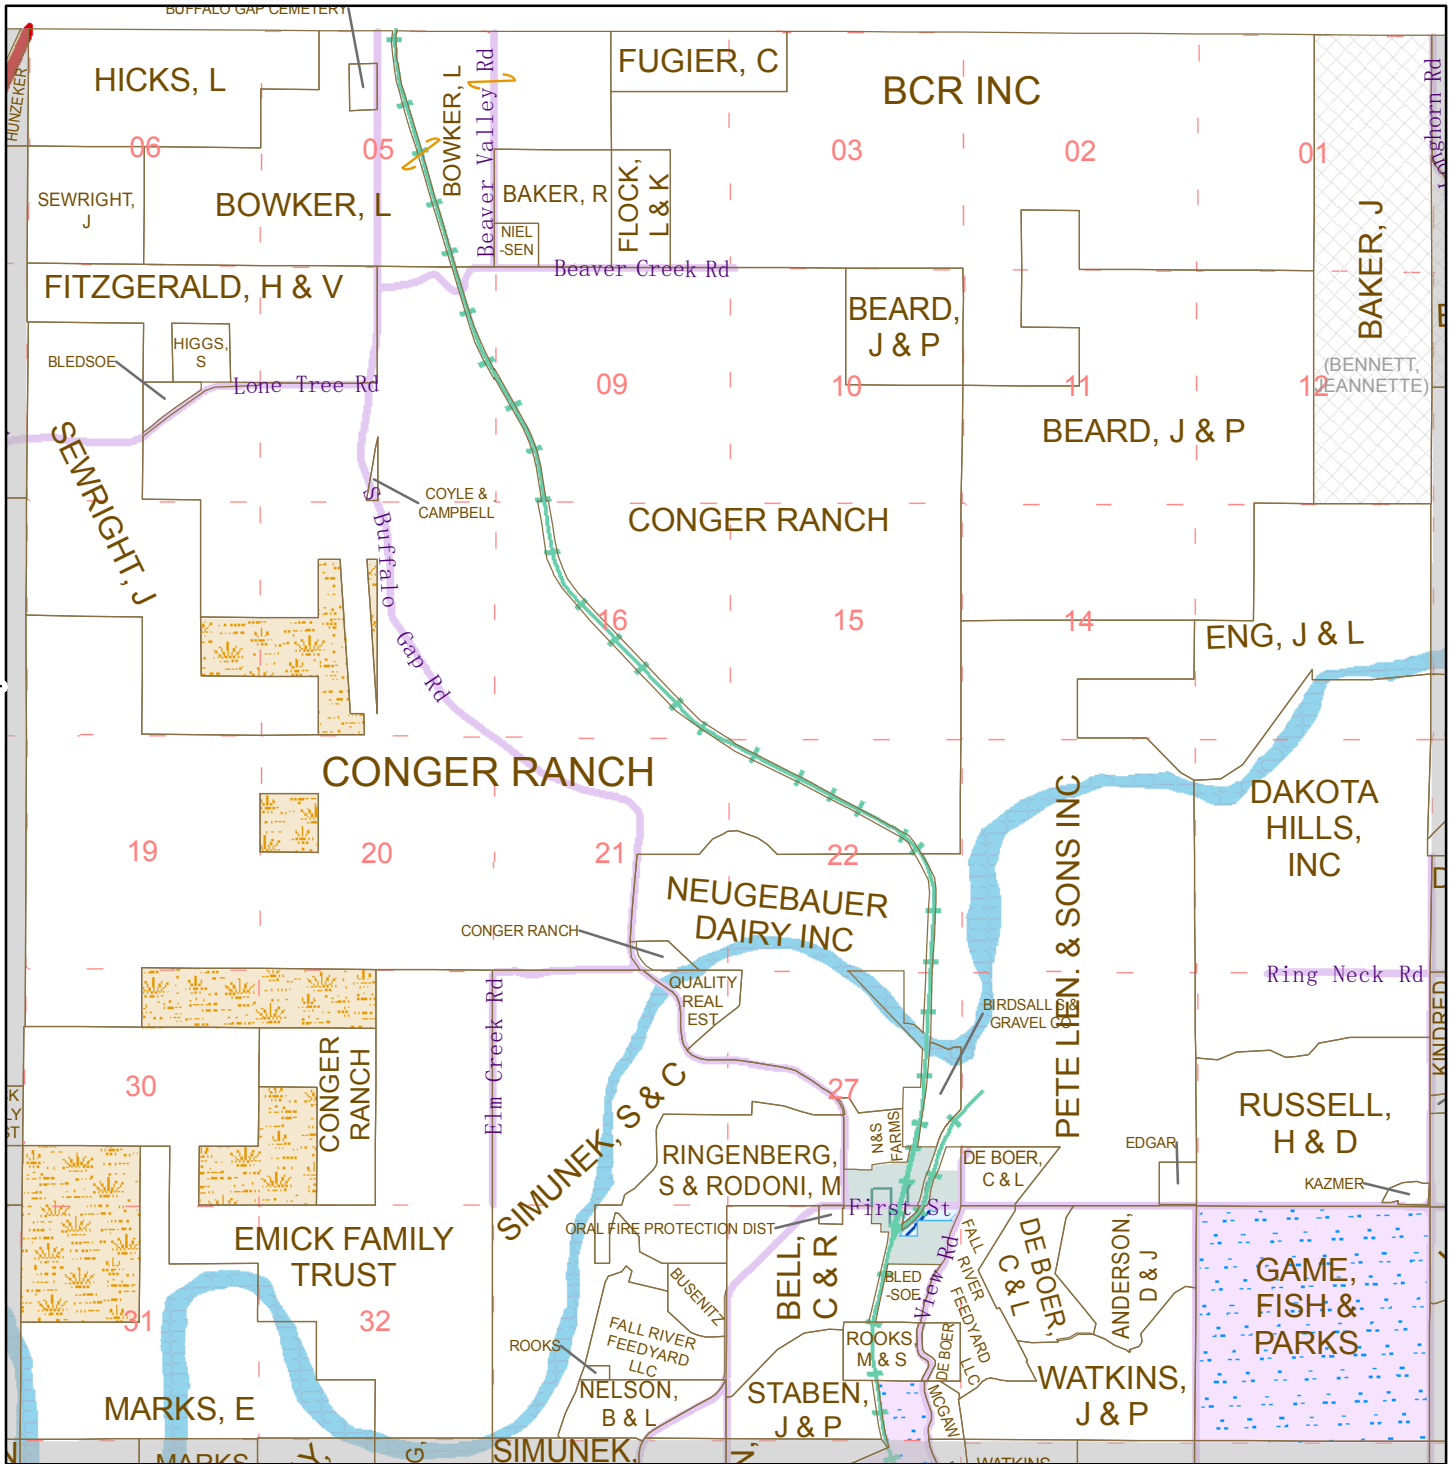 BUFFALO GAP CEMETERY
HUNZEKER
HICKS, L
BOWKER, L
Beaver Valley Rd
FUGIER, C
BCR INC
06
05
03
02
01
SEWRIGHT,
J
BOWKER, L
BAKER, R
NIEL
-SEN
FLOCK,
L & K
BAKER, J
(BENNETT,
JEANNETTE)
FITZGERALD, H & V
Beaver Creek Rd
BEARD,
J & P
HIGGS,
S
BLEDSOE
Lone Tree Rd
09
10
11
12
SEWRIGHT, J
BEARD, J & P
COYLE &
CAMPBELL
S Buffalo Gap Rd
CONGER RANCH
16
15
14
ENG, J & L
CONGER RANCH
PETE LIEN. & SONS INC
DAKOTA
HILLS,
INC
19
20
21
22
NEUGEBAUER
DAIRY INC
CONGER RANCH
QUALITY
REAL
EST
Elm Creek Rd
BIRDSALL S &
GRAVEL CO
Ring Neck Rd
KINDRED
30
CONGER
RANCH
SIMUNEK, S & C
27
N&S
FARMS
RUSSELL,
H & D
RINGENBERG,
S & RODONI, M
DE BOER,
C & L
EDGAR
KAZMER
First St
ORAL FIRE PROTECTION DIST
EMICK FAMILY
TRUST
BELL,
C & R
View Rd
FALL RIVER
FEEDYARD
LLC
DE BOER,
C & L
ANDERSON,
D & J
GAME,
FISH &
PARKS
BLED
-SOE
BUSENITZ
31
32
FALL RIVER
FEEDYARD
LLC
ROOKS
ROOKS,
M & S
DE BOER
MCGAW
WATKINS,
J & P
MARKS, E
NELSON,
B & L
STABEN,
J & P
SIMUNEK,